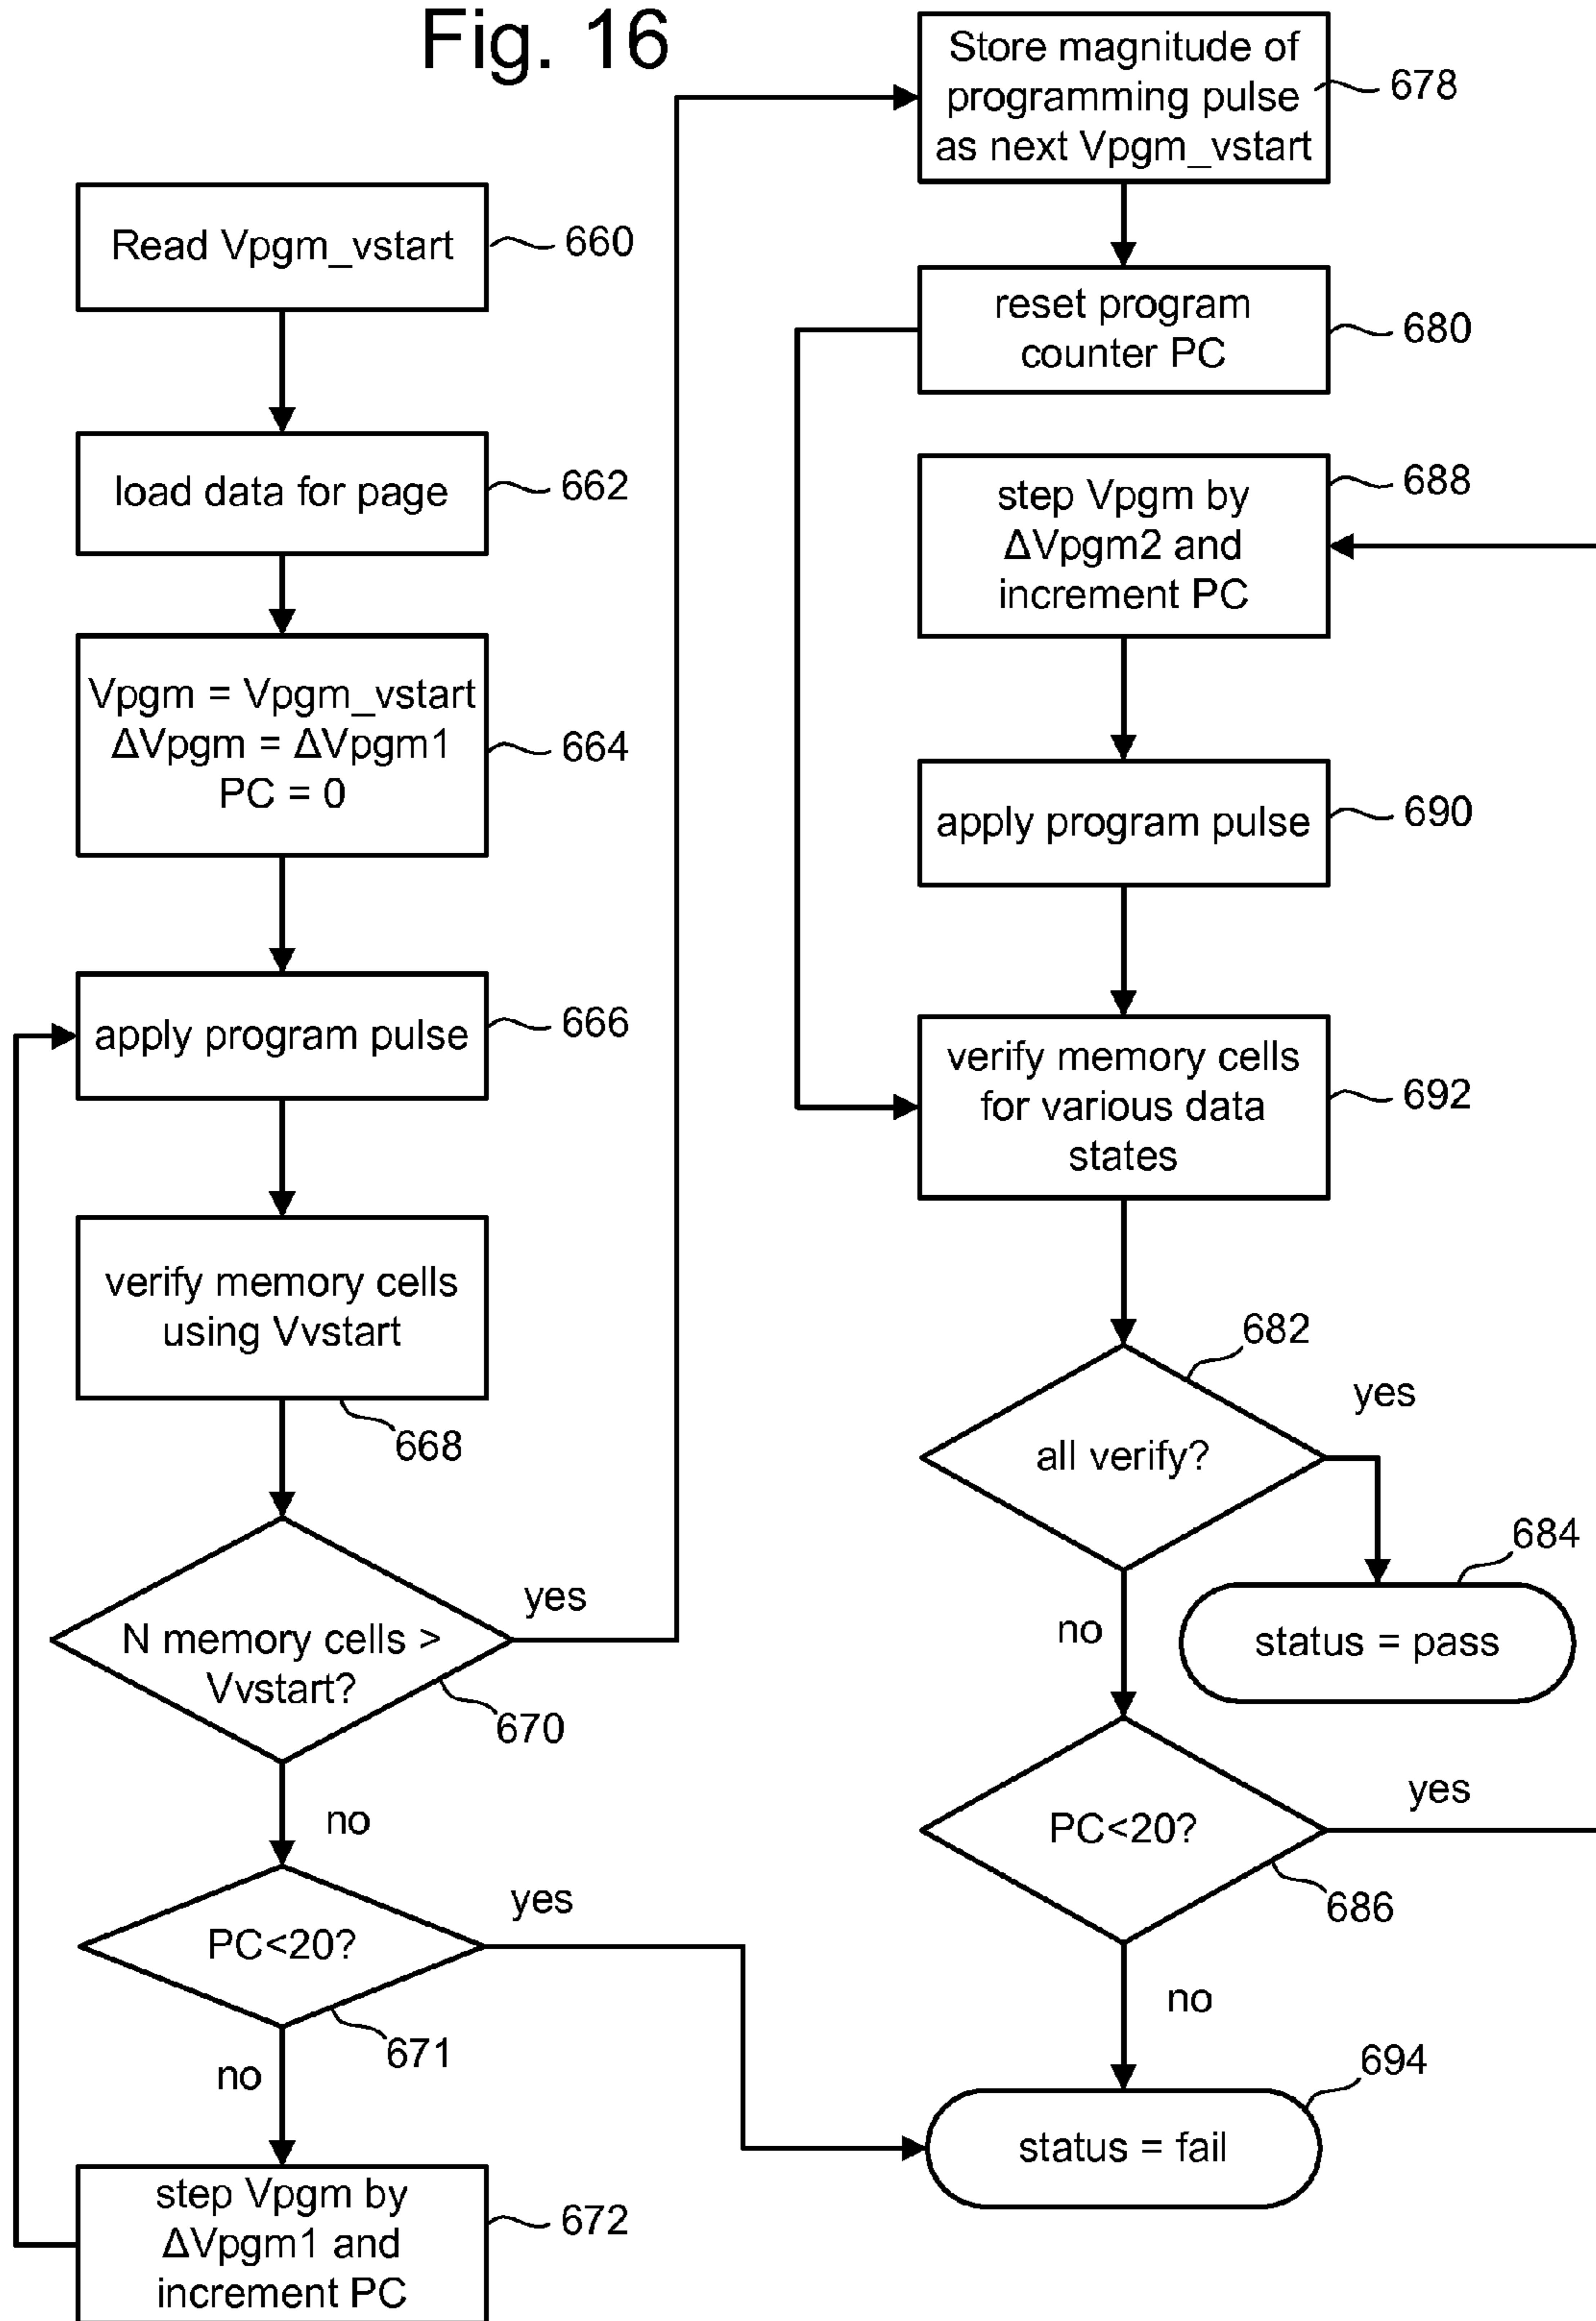 Fig. 16
Read Vpgm_vstart
660
load data for page
662
Vpgm = Vpgm_vstart
ΔVpgm = ΔVpgm1
PC = 0
664
apply program pulse
666
verify memory cells
using Vvstart
668
N memory cells >
Vvstart?
yes
670
no
PC<20?
yes
671
no
step Vpgm by
ΔVpgm1 and
increment PC
672
Store magnitude of
programming pulse
as next Vpgm_vstart
678
reset program
counter PC
680
step Vpgm by
ΔVpgm2 and
increment PC
688
apply program pulse
690
verify memory cells
for various data
states
692
682
all verify?
yes
684
status = pass
no
PC<20?
yes
686
no
694
status = fail